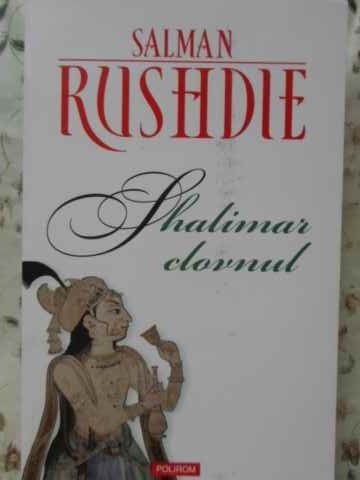 SALMAN
RUSHDIE
Shalimar
clovnul
POLIROM